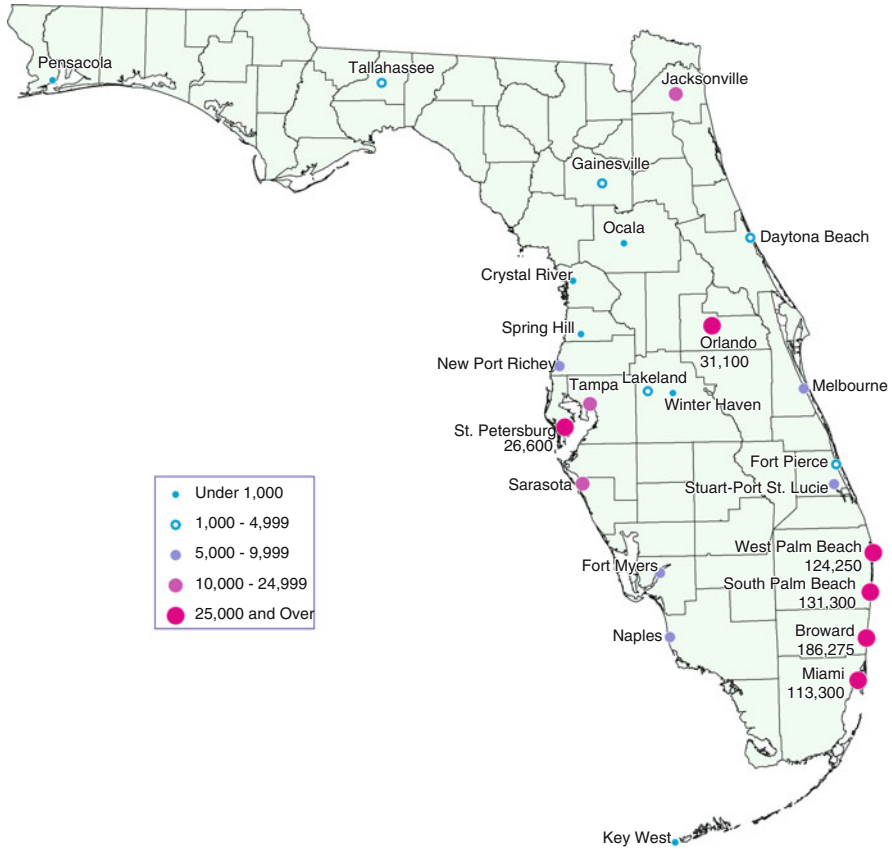 Pensacola
Tallahassee
Jacksonville
Gainesville
Ocala
Daytona Beach
Crystal River
Spring Hill
Orlando
31,100
New Port Richey
Tampa
Lakeland
Winter Haven
Melbourne
St. Petersburg
26,600
Fort Pierce
Stuart-Port St. Lucie
Sarasota
Under 1,000
1,000 - 4,999
5,000 - 9,999
10,000 - 24,999
25,000 and Over
West Palm Beach
124,250
Fort Myers
South Palm Beach
131,300
Naples
Broward
186,275
Miami
113,300
Key West